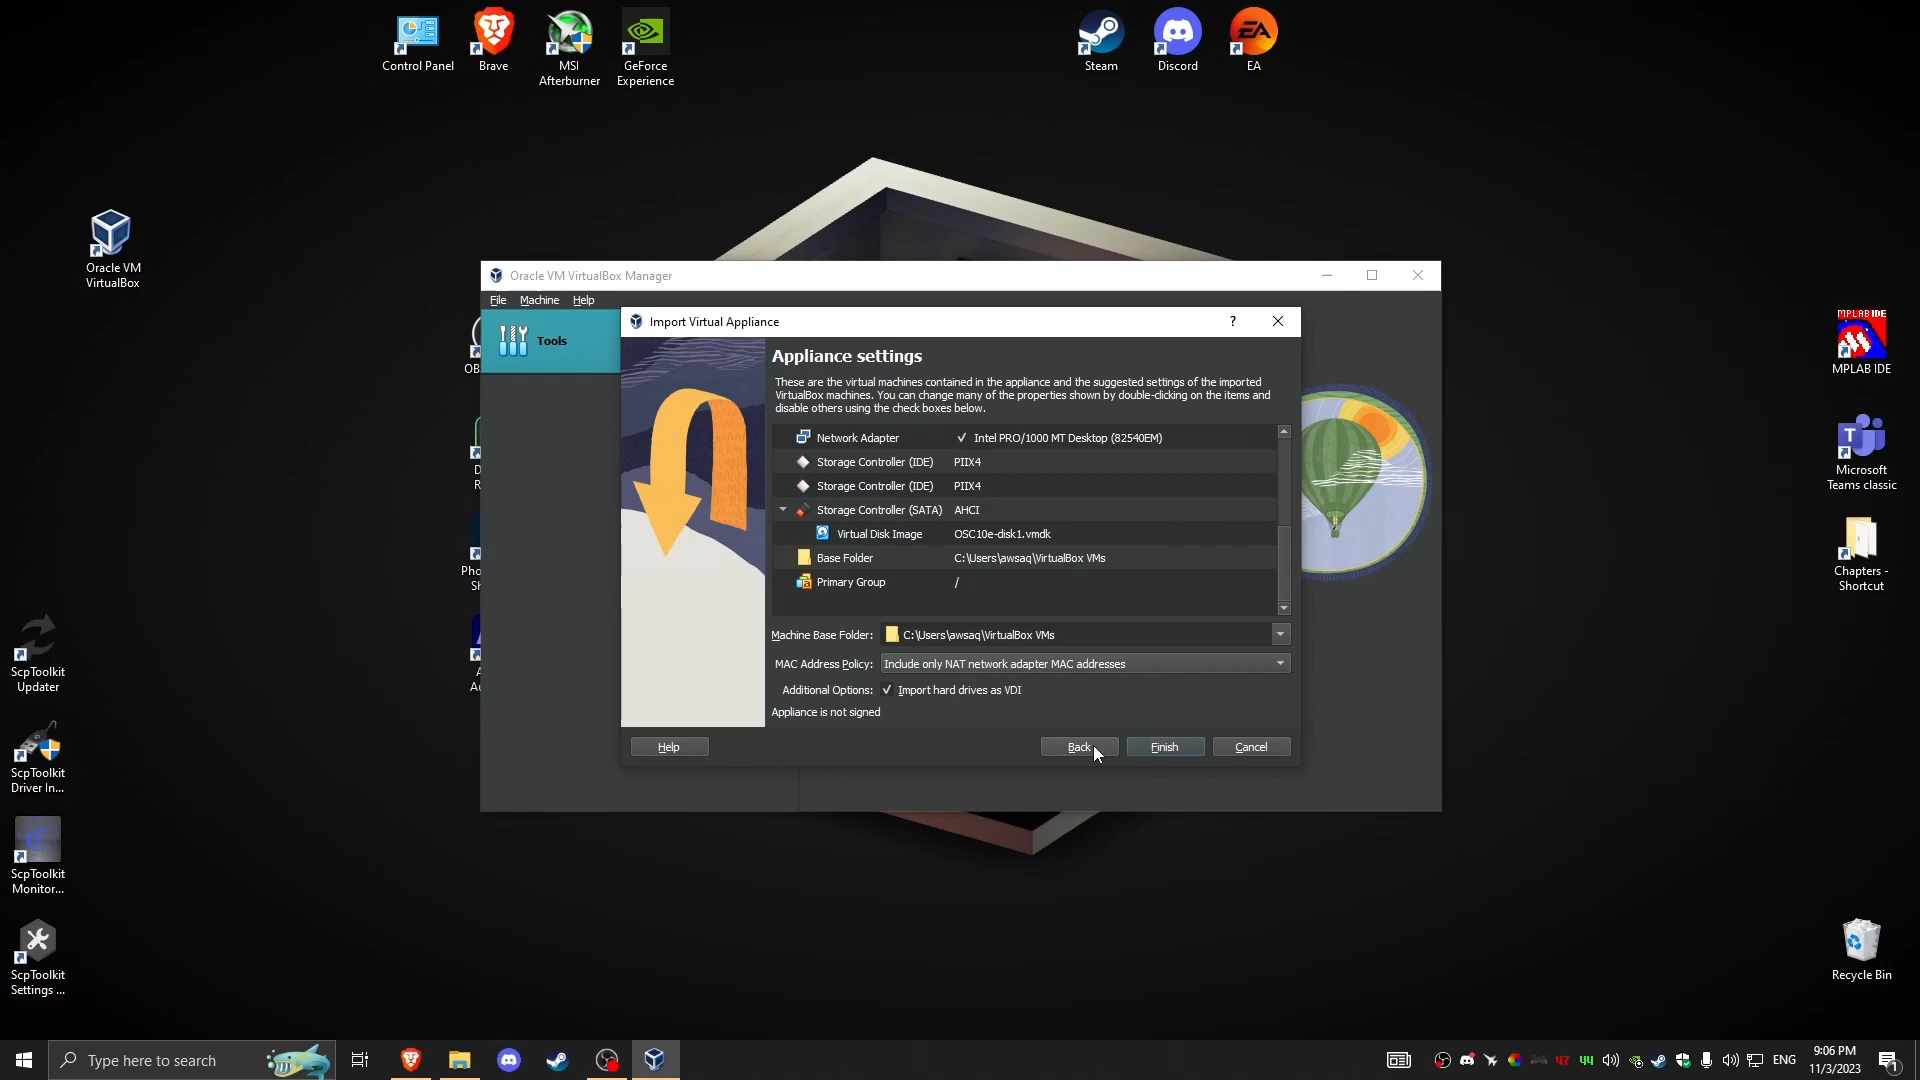 Control Panel
Brave
MSI
Afterburner
GeForce
Experience
Steam
Discord
EA
Oracle VM
VirtualBox
Oracle VM VirtualBox Manager
File Machine Help
Tools
Import Virtual Appliance
?
Appliance settings
These are the virtual machines contained in the appliance and the suggested settings of the imported
VirtualBox machines. You can change many of the properties shown by double-clicking on the items and
disable others using the check boxes below.
Network Adapter Intel PRO/1000 MT Desktop (82540EM)
Storage Controller (IDE) PIIX4
Storage Controller (IDE) PIIX4
Storage Controller (SATA) AHCI
Virtual Disk Image OSC10e-disk1.vmdk
Base Folder C:\Users\awsaq\VirtualBox VMs
Primary Group /
Machine Base Folder: C:\Users\awsaq\VirtualBox VMs
MAC Address Policy: Include only NAT network adapter MAC addresses
Additional Options: Import hard drives as VDI
Appliance is not signed
Help Back Finish Cancel
OB
D
R
Pho
Sh
A
Au
ScpToolkit
Updater
ScpToolkit
Driver In...
ScpToolkit
Monitor...
ScpToolkit
Settings ...
MPLAB IDE
MPLAB IDE
Microsoft
Teams classic
Chapters -
Shortcut
Recycle Bin
Type here to search
47 44 ENG
9:06 PM
11/3/2023
1